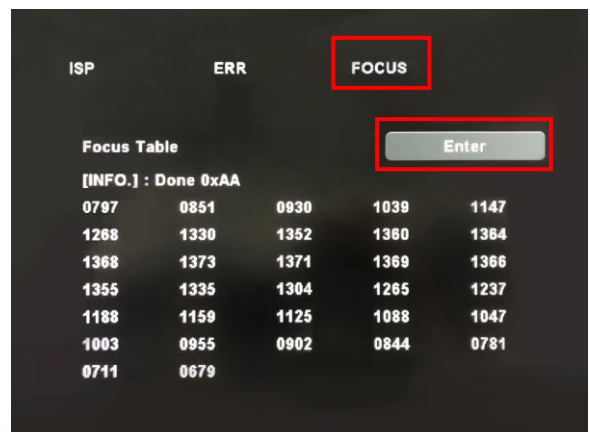 ISP ERR FOCUS
Focus Table Enter
[INFO.] : Done 0xAA
0797 0851 0930 1039 1147
1268 1330 1352 1360 1364
1368 1373 1371 1369 1366
1355 1335 1304 1265 1237
1188 1159 1125 1088 1047
1003 0955 0902 0844 0781
0711 0679